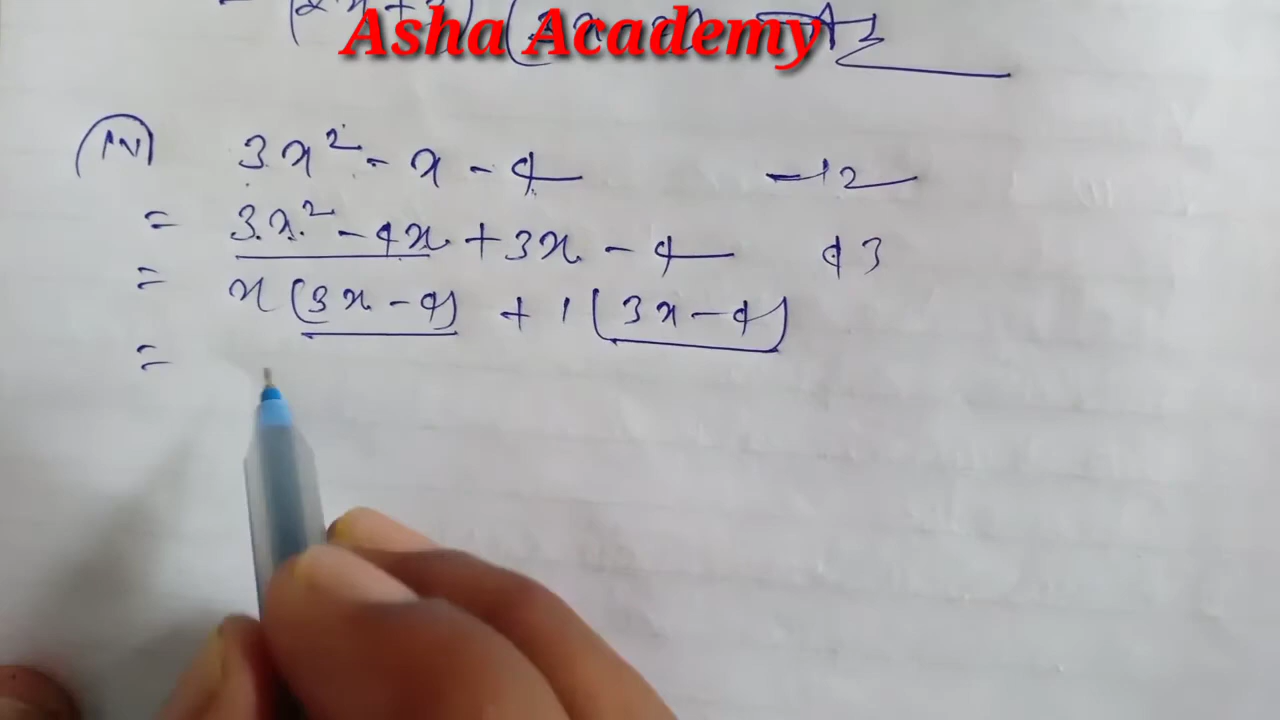 Asha Academy
(iv) 3x² - x - 4 -12
= 3x² - 4x + 3x - 4 4 3
= x(3x - 4) + 1(3x - 4)
=